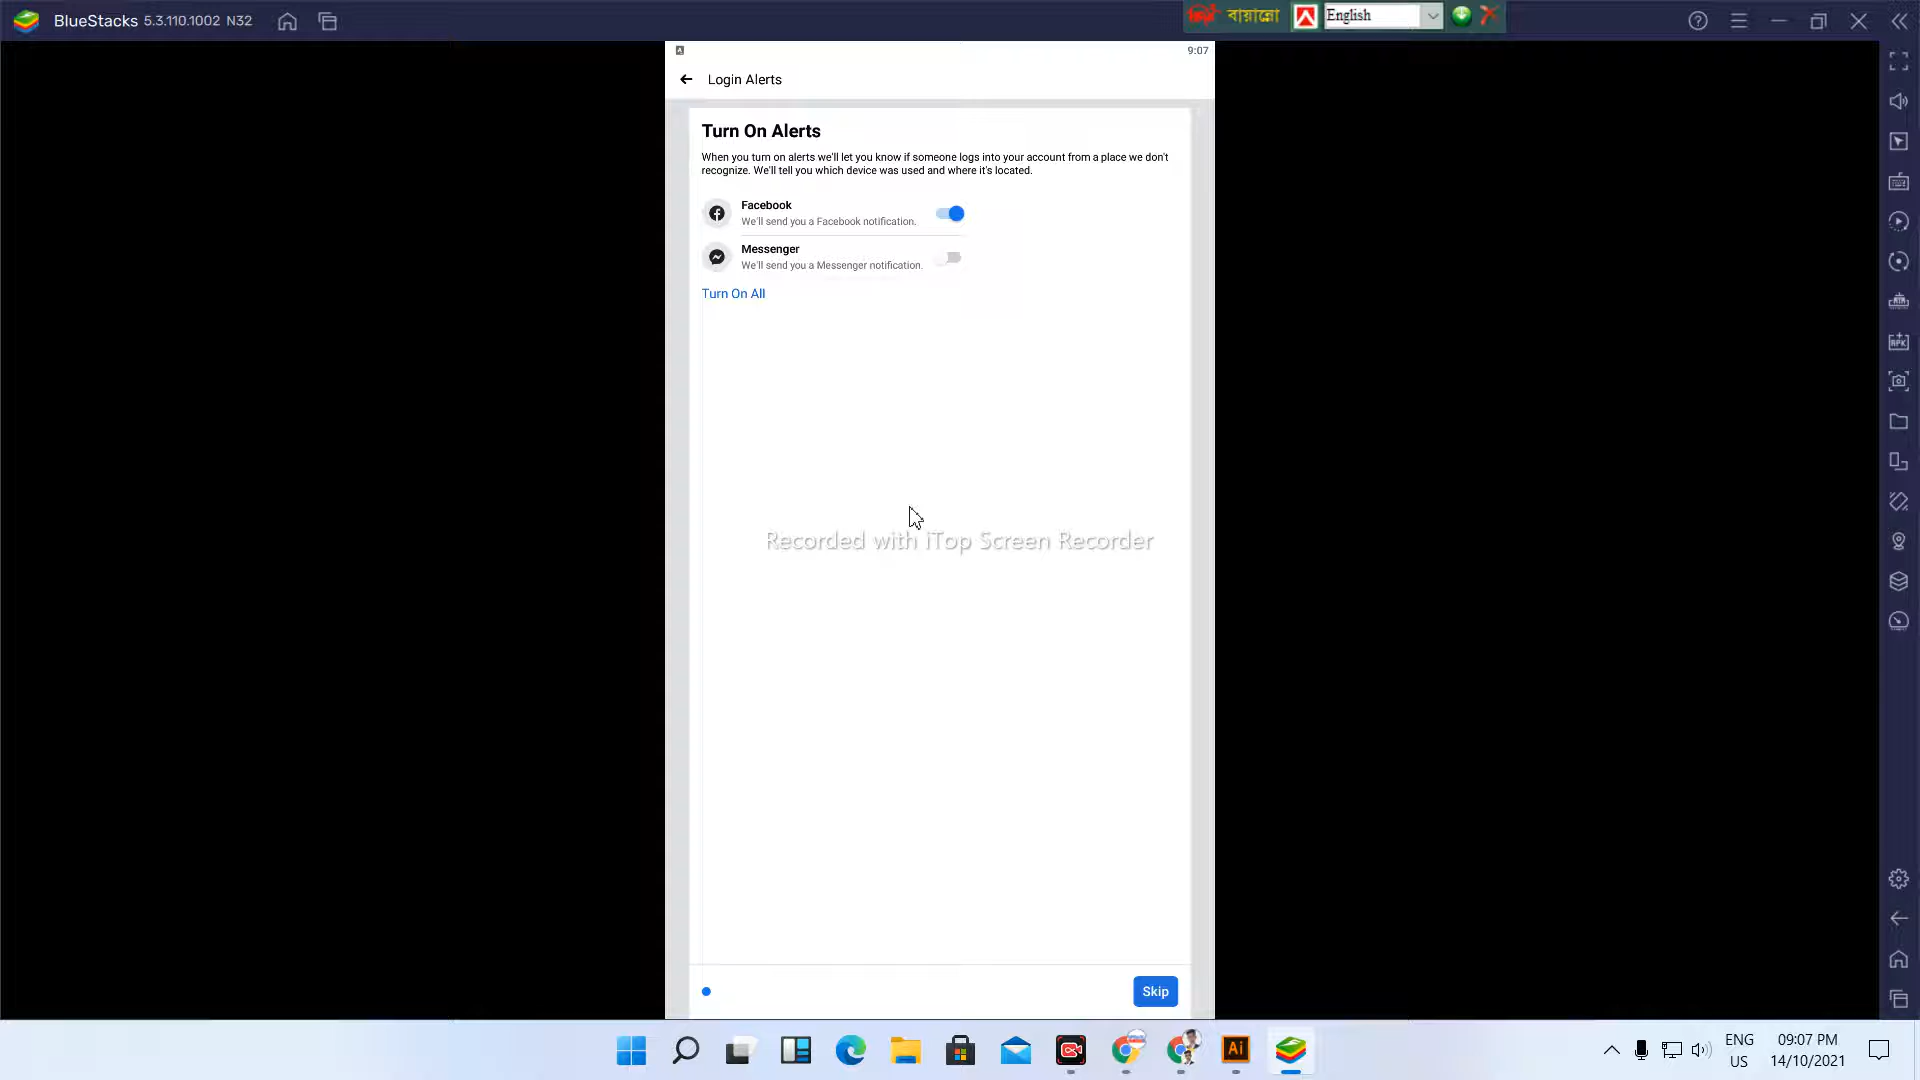 BlueStacks 5.3.110.1002 N32
বায়ান্নো English
9:07
Login Alerts
Turn On Alerts
When you turn on alerts we'll let you know if someone logs into your account from a place we don't
recognize. We'll tell you which device was used and where it's located.
Facebook
We'll send you a Facebook notification.
Messenger
We'll send you a Messenger notification.
Turn On All
Recorded with iTop Screen Recorder
Skip
Ai
ENG
US
09:07 PM
14/10/2021